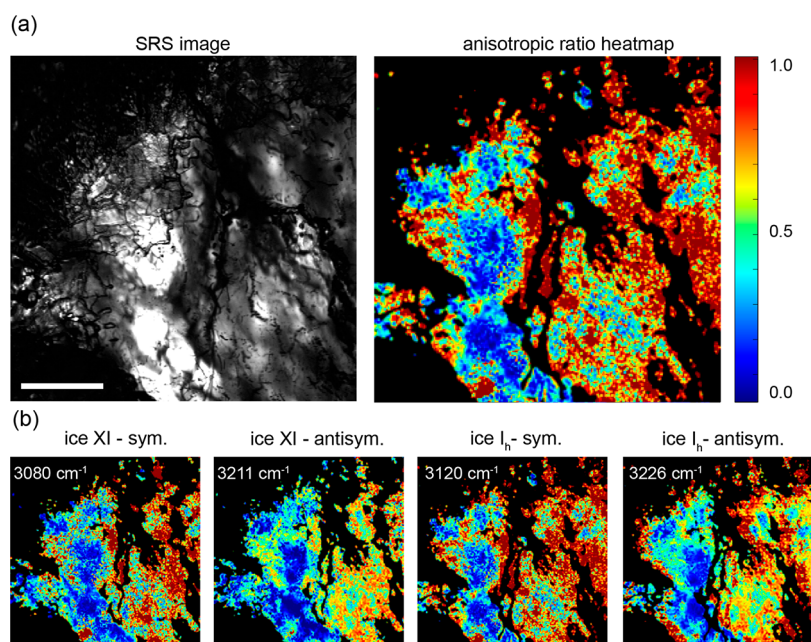 (a)
SRS image
anisotropic ratio heatmap
1.0
0.5
0.0
(b)
ice XI - sym.
ice XI - antisym.
ice Iₕ- sym.
ice Iₕ- antisym.
3080 cm⁻¹
3211 cm⁻¹
3120 cm⁻¹
3226 cm⁻¹